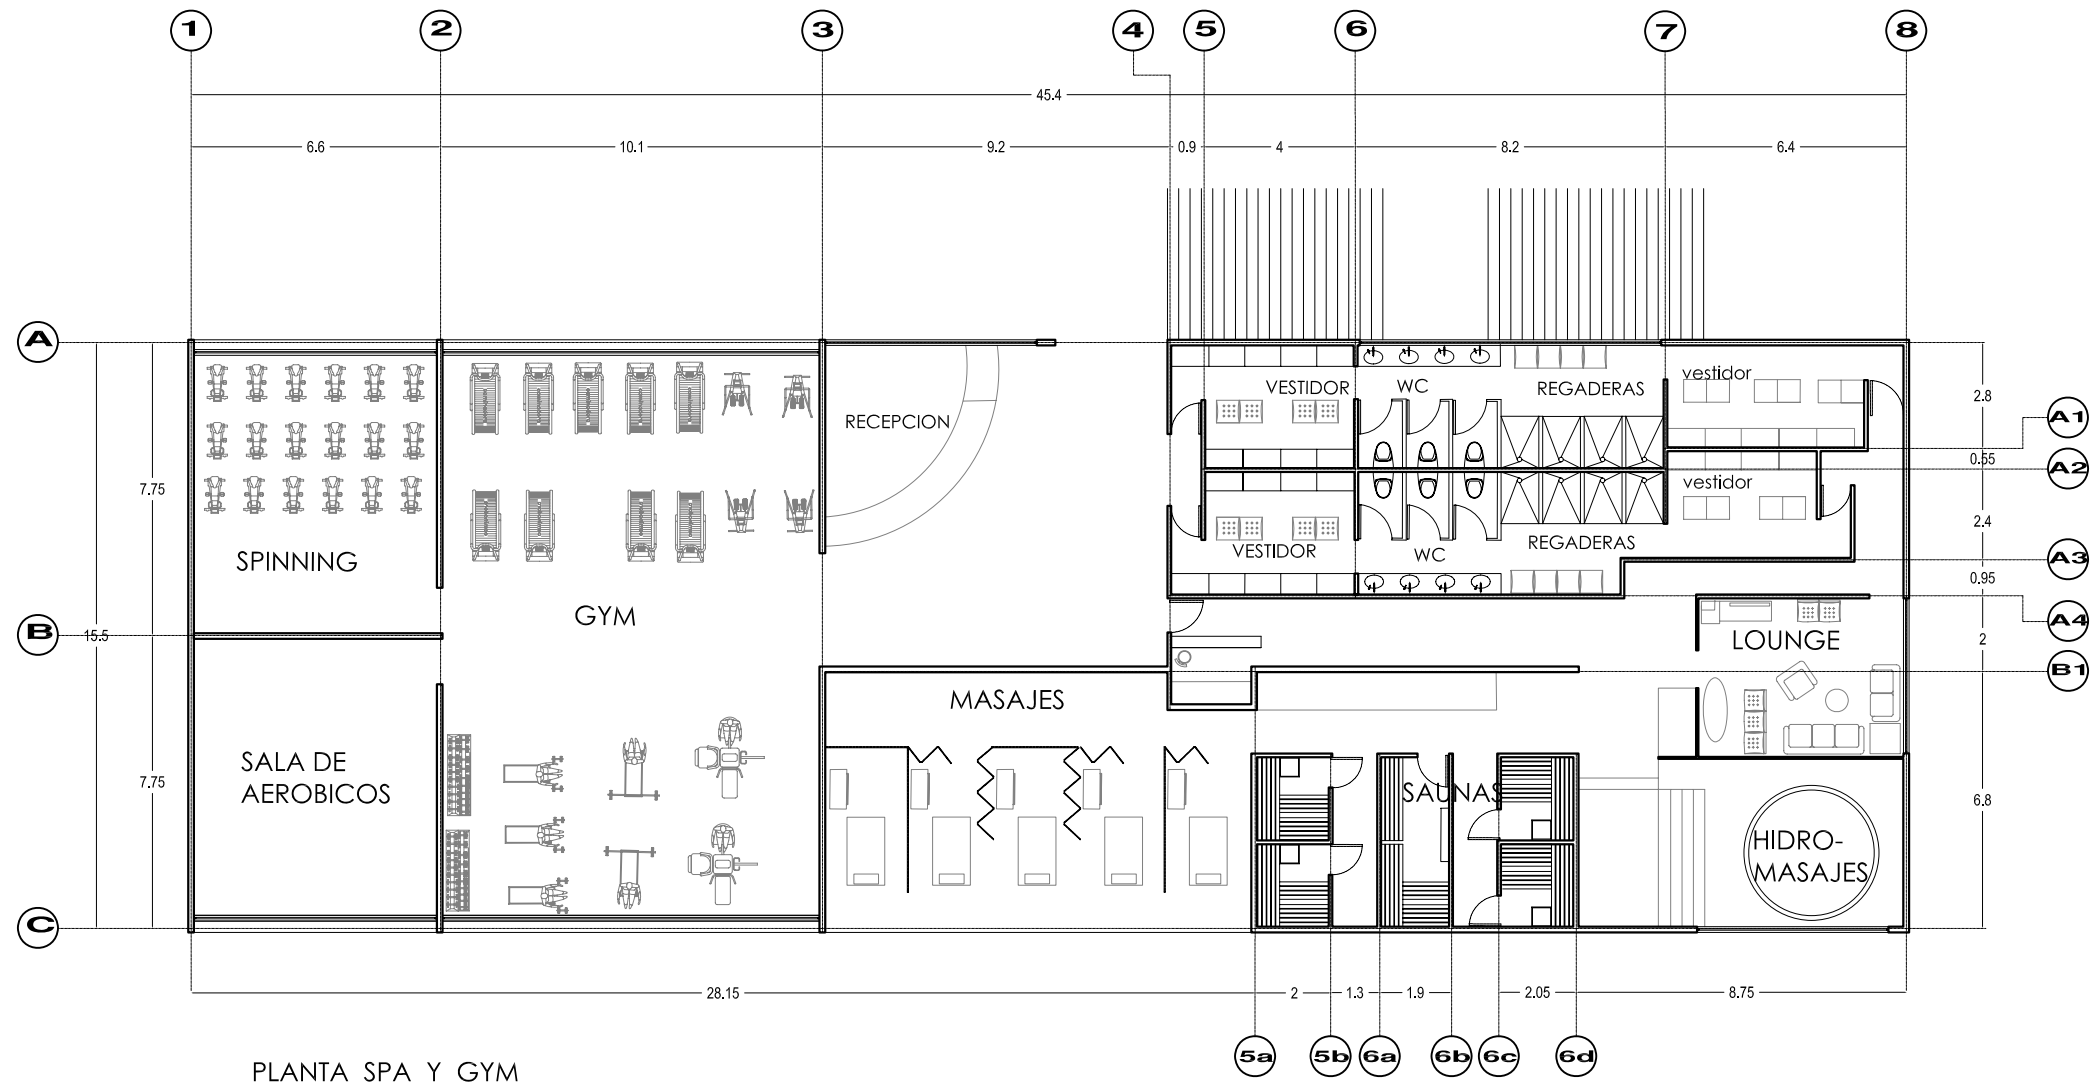 1 2 3 4 5 6 7 8
45.4
6.6 10.1 9.2 0.9 4 8.2 6.4
A
VESTIDOR WC REGADERAS vestidor
2.8
RECEPCION
A1
0.55
A2
7.75
vestidor
2.4
VESTIDOR WC REGADERAS
SPINNING
A3
0.95
GYM
A4
B
15.5
LOUNGE
2
B1
MASAJES
SALA DE
AEROBICOS
7.75
SAUNAS
6.8
HIDRO-
MASAJES
C
28.15 2 1.3 1.9 2.05 8.75
5a 5b 6a 6b 6c 6d
PLANTA SPA Y GYM